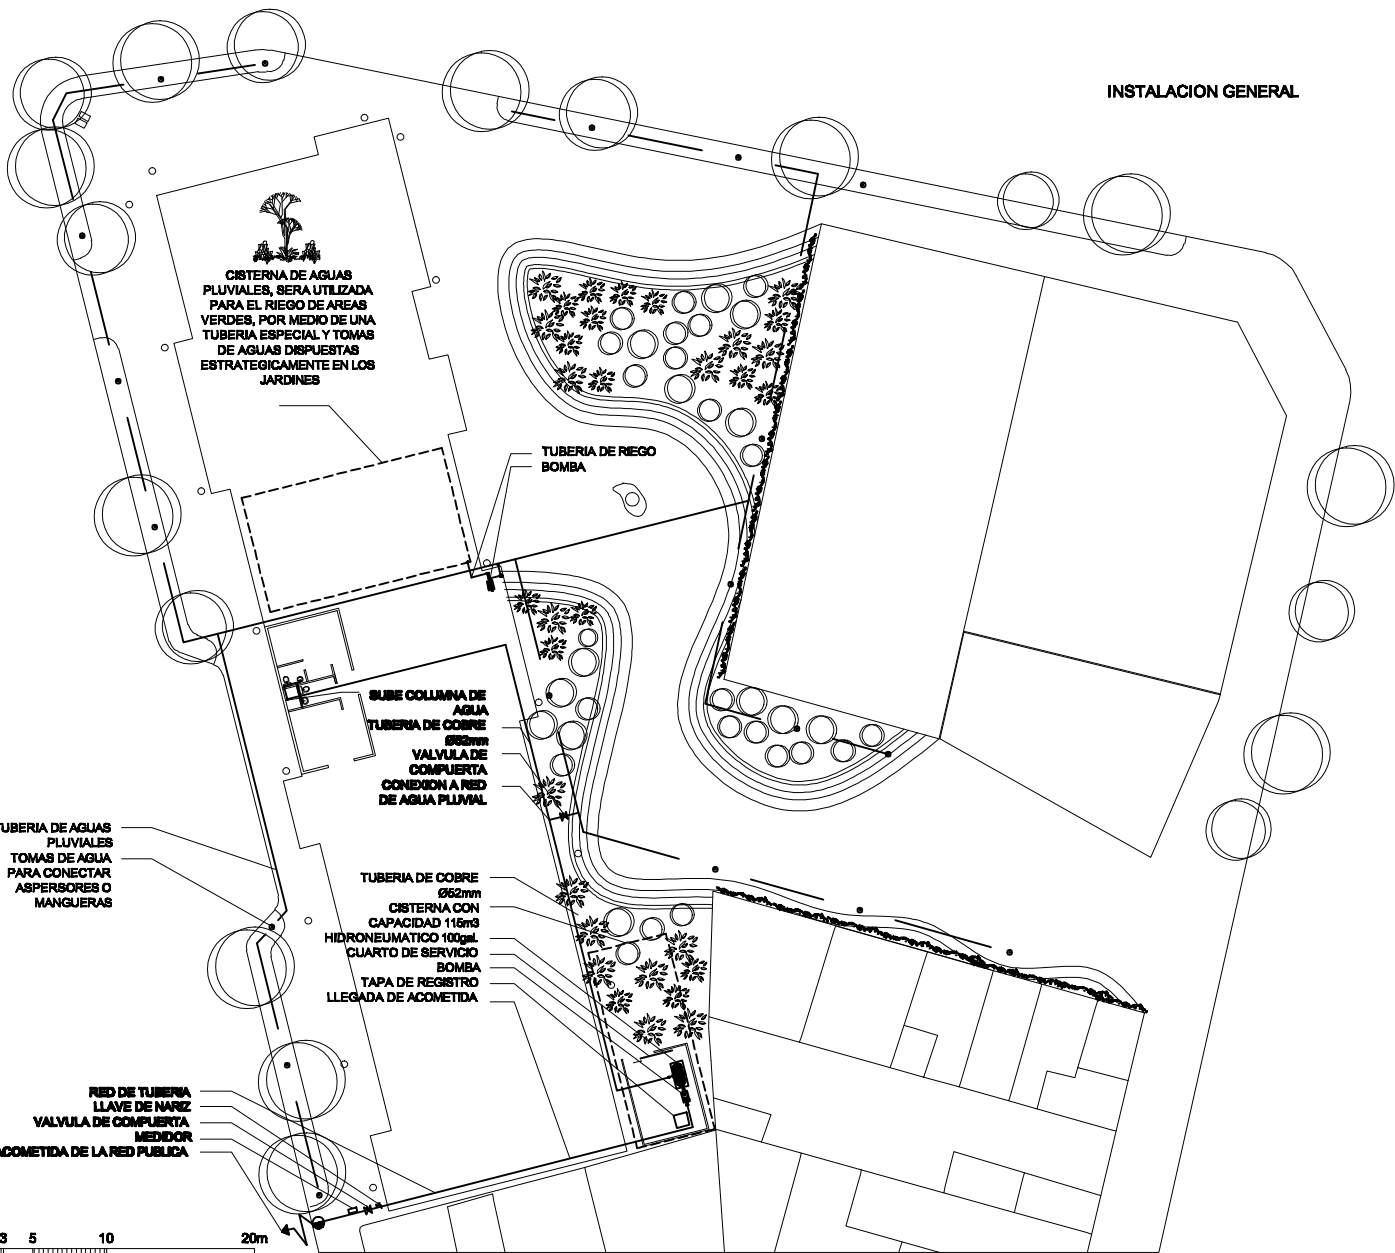 INSTALACION GENERAL
CISTERNA DE AGUAS
PLUVIALES, SERA UTILIZADA
PARA EL RIEGO DE AREAS
VERDES, POR MEDIO DE UNA
TUBERIA ESPECIAL Y TOMAS
DE AGUAS DISPUESTAS
ESTRATEGICAMENTE EN LOS
JARDINES
TUBERIA DE RIEGO
BOMBA
SUBE COLUMNA DE
AGUA
TUBERIA DE COBRE
Ø52mm
VALVULA DE
COMPUERTA
CONEXION A RED
DE AGUA PLUVIAL
TUBERIA DE AGUAS
PLUVIALES
TOMAS DE AGUA
PARA CONECTAR
ASPERSORES O
MANGUERAS
TUBERIA DE COBRE
Ø52mm
CISTERNA CON
CAPACIDAD 115m3
HIDRONEUMATICO 100gal.
CUARTO DE SERVICIO
BOMBA
TAPA DE REGISTRO
LLEGADA DE ACOMETIDA
RED DE TUBERIA
LLAVE DE NARIZ
VALVULA DE COMPUERTA
MEDIDOR
ACOMETIDA DE LA RED PUBLICA
3 5 10 20m